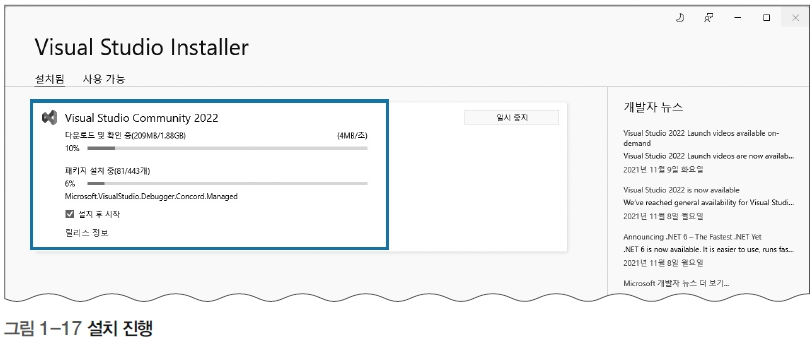 Visual Studio Installer
설치됨 사용 가능
Visual Studio Community 2022
다운로드 및 확인 중(209MB/1.88GB) (4MB/초)
10%
패키지 설치 중(81/443개)
6%
Microsoft.VisualStudio.Debugger.Concord.Managed
설치 후 시작
릴리스 정보
일시 중지
개발자 뉴스
Visual Studio 2022 Launch videos available on-
demand
Visual Studio 2022 Launch videos are now availab...
2021년 11월 9일 화요일
Visual Studio 2022 is now available
We've reached general availability for Visual Studi...
2021년 11월 8일 월요일
Announcing .NET 6 – The Fastest .NET Yet
.NET 6 is now available. It is easier to use, runs fas...
2021년 11월 8일 월요일
Microsoft 개발자 뉴스 더 보기...
그림 1–17 설치 진행